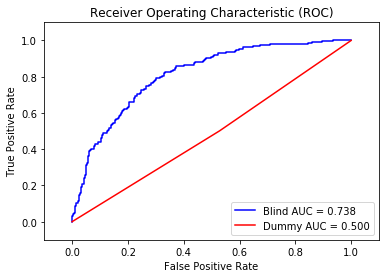 Receiver Operating Characteristic (ROC)
True Positive Rate
1.0
0.8
0.6
0.4
0.2
0.0
0.0 0.2 0.4 0.6 0.8 1.0
False Positive Rate
Blind AUC = 0.738
Dummy AUC = 0.500